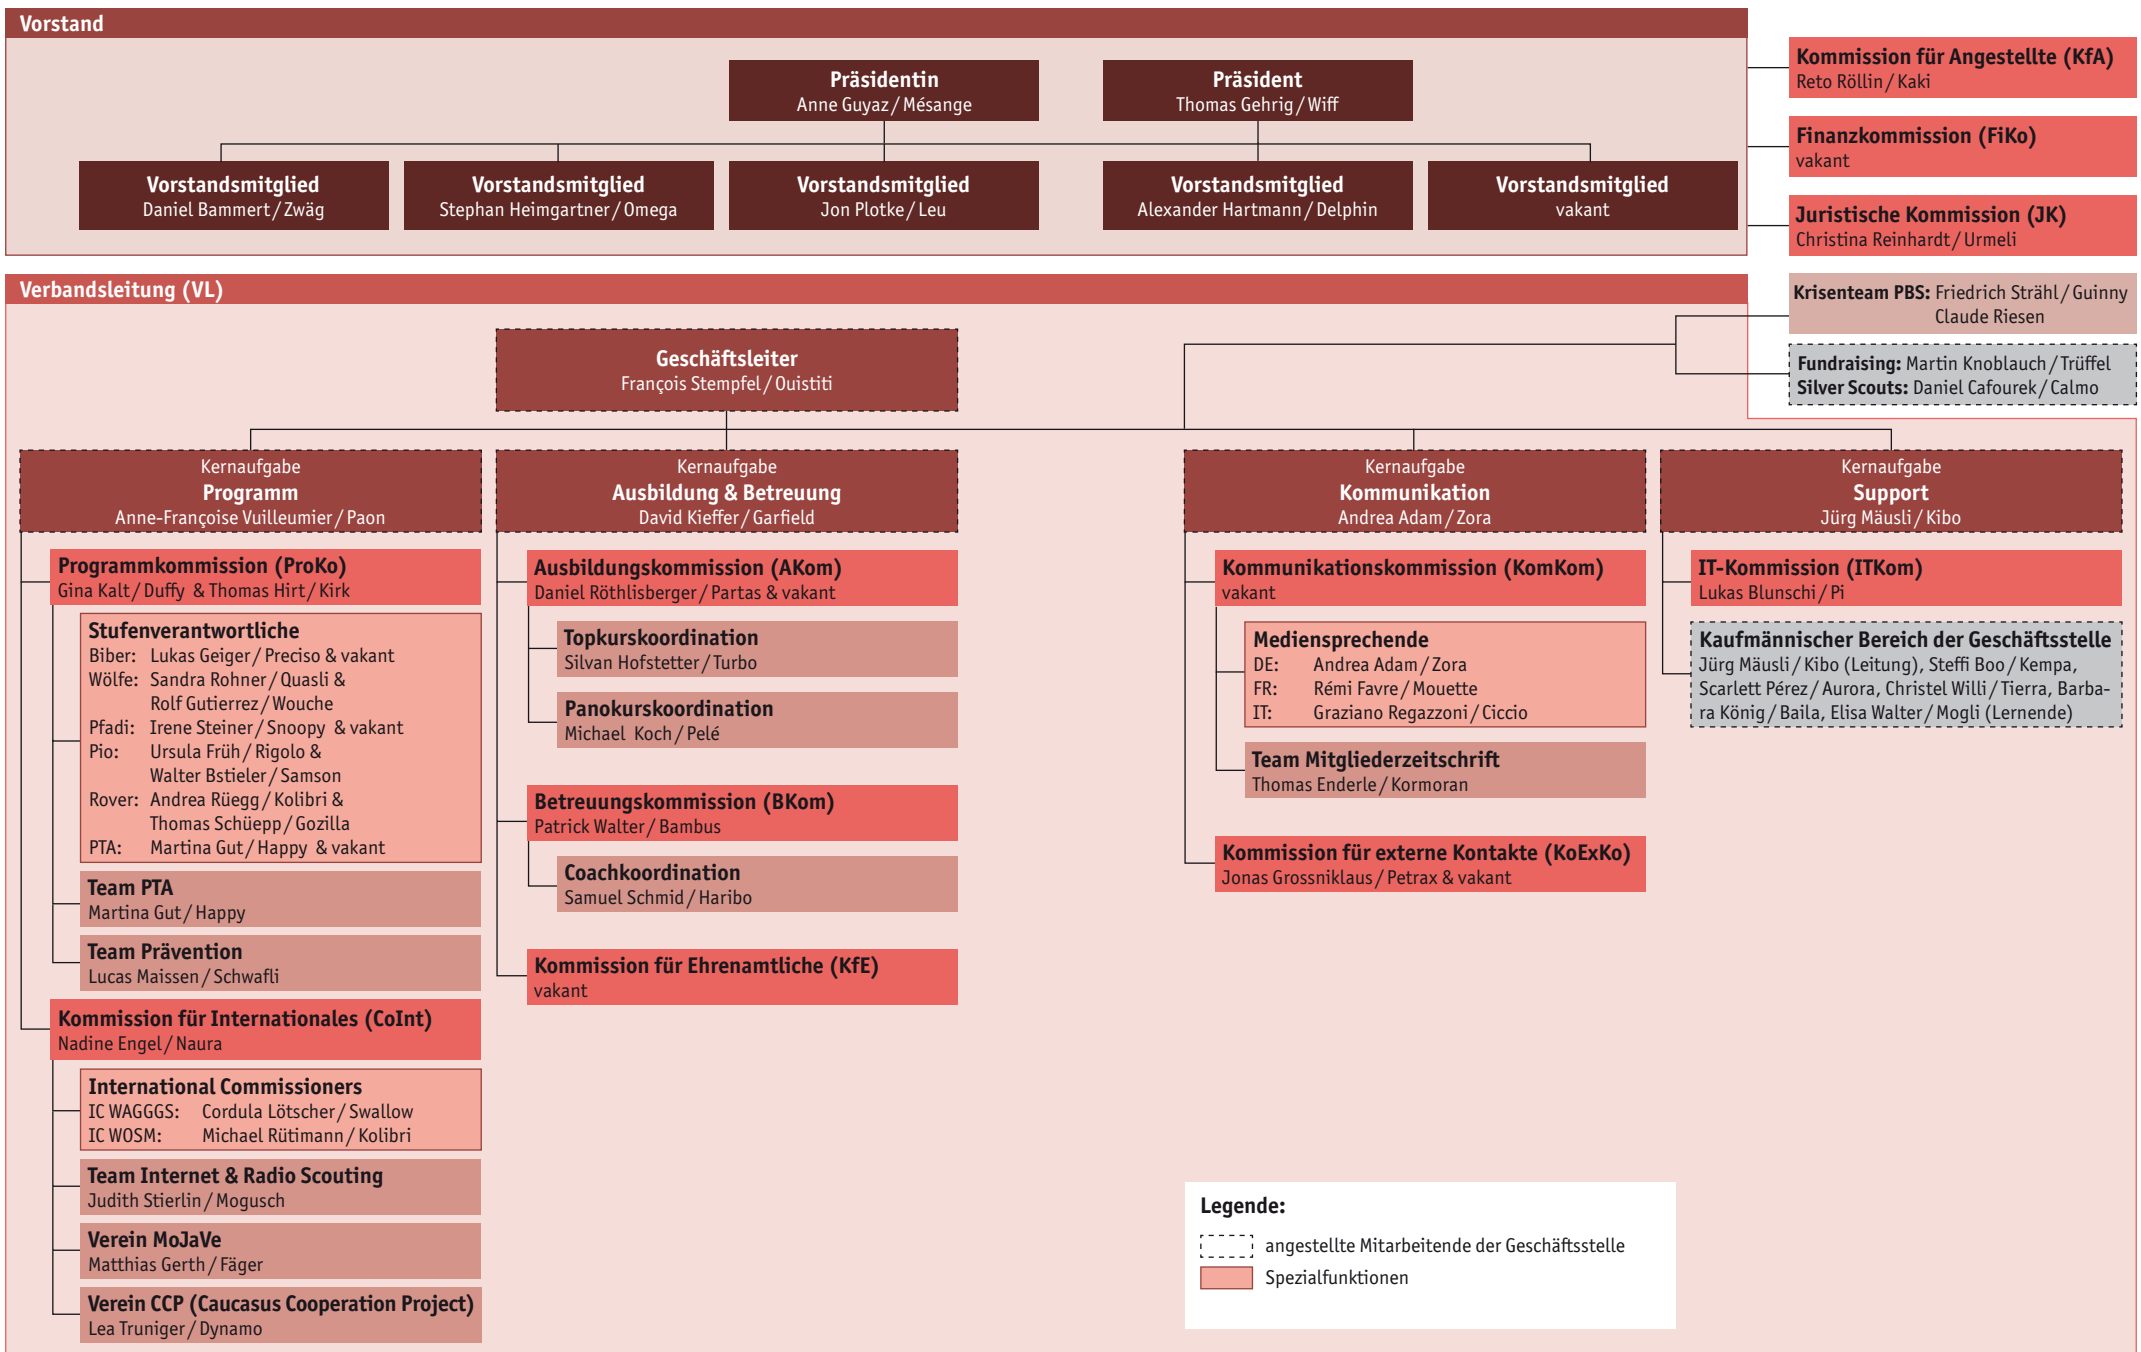 Vorstand
Präsidentin
Anne Guyaz / Mésange
Präsident
Thomas Gehrig / Wiff
Vorstandsmitglied
Daniel Bammert / Zwäg
Vorstandsmitglied
Stephan Heimgartner / Omega
Vorstandsmitglied
Jon Plotke / Leu
Vorstandsmitglied
Alexander Hartmann / Delphin
Vorstandsmitglied
vakant
Kommission für Angestellte (KfA)
Reto Röllin / Kaki
Finanzkommission (FiKo)
vakant
Juristische Kommission (JK)
Christina Reinhardt / Urmeli
Verbandsleitung (VL)
Krisenteam PBS: Friedrich Strähl / Guinny
Claude Riesen
Fundraising: Martin Knoblauch / Trüffel
Silver Scouts: Daniel Cafourek / Calmo
Geschäftsleiter
François Stempfel / Ouistiti
Kernaufgabe
Programm
Anne-Françoise Vuilleumier / Paon
Programmkommission (ProKo)
Gina Kalt / Duffy & Thomas Hirt / Kirk
Stufenverantwortliche
Biber: Lukas Geiger / Preciso & vakant
Wölfe: Sandra Rohner / Quasli &
Rolf Gutierrez / Wouche
Pfadi: Irene Steiner / Snoopy & vakant
Pio: Ursula Früh / Rigolo &
Walter Bstieler / Samson
Rover: Andrea Rüegg / Kolibri &
Thomas Schüepp / Gozilla
PTA: Martina Gut / Happy & vakant
Team PTA
Martina Gut / Happy
Team Prävention
Lucas Maissen / Schwafli
Kommission für Internationales (CoInt)
Nadine Engel / Naura
International Commissioners
IC WAGGGS: Cordula Lötscher / Swallow
IC WOSM: Michael Rütimann / Kolibri
Team Internet & Radio Scouting
Judith Stierlin / Mogusch
Verein MoJaVe
Matthias Gerth / Fäger
Verein CCP (Caucasus Cooperation Project)
Lea Truniger / Dynamo
Kernaufgabe
Ausbildung & Betreuung
David Kieffer / Garfield
Ausbildungskommission (AKom)
Daniel Röthlisberger / Partas & vakant
Topkurskoordination
Silvan Hofstetter / Turbo
Panokurskoordination
Michael Koch / Pelé
Betreuungskommission (BKom)
Patrick Walter / Bambus
Coachkoordination
Samuel Schmid / Haribo
Kommission für Ehrenamtliche (KfE)
vakant
Kernaufgabe
Kommunikation
Andrea Adam / Zora
Kommunikationskommission (KomKom)
vakant
Mediensprechende
DE: Andrea Adam / Zora
FR: Rémi Favre / Mouette
IT: Graziano Regazzoni / Ciccio
Team Mitgliederzeitschrift
Thomas Enderle / Kormoran
Kommission für externe Kontakte (KoExKo)
Jonas Grossniklaus / Petrax & vakant
Kernaufgabe
Support
Jürg Mäusli / Kibo
IT-Kommission (ITKom)
Lukas Blunschi / Pi
Kaufmännischer Bereich der Geschäftsstelle
Jürg Mäusli / Kibo (Leitung), Steffi Boo / Kempa,
Scarlett Pérez / Aurora, Christel Willi / Tierra, Barba-
ra König / Baila, Elisa Walter / Mogli (Lernende)
Legende:
angestellte Mitarbeitende der Geschäftsstelle
Spezialfunktionen